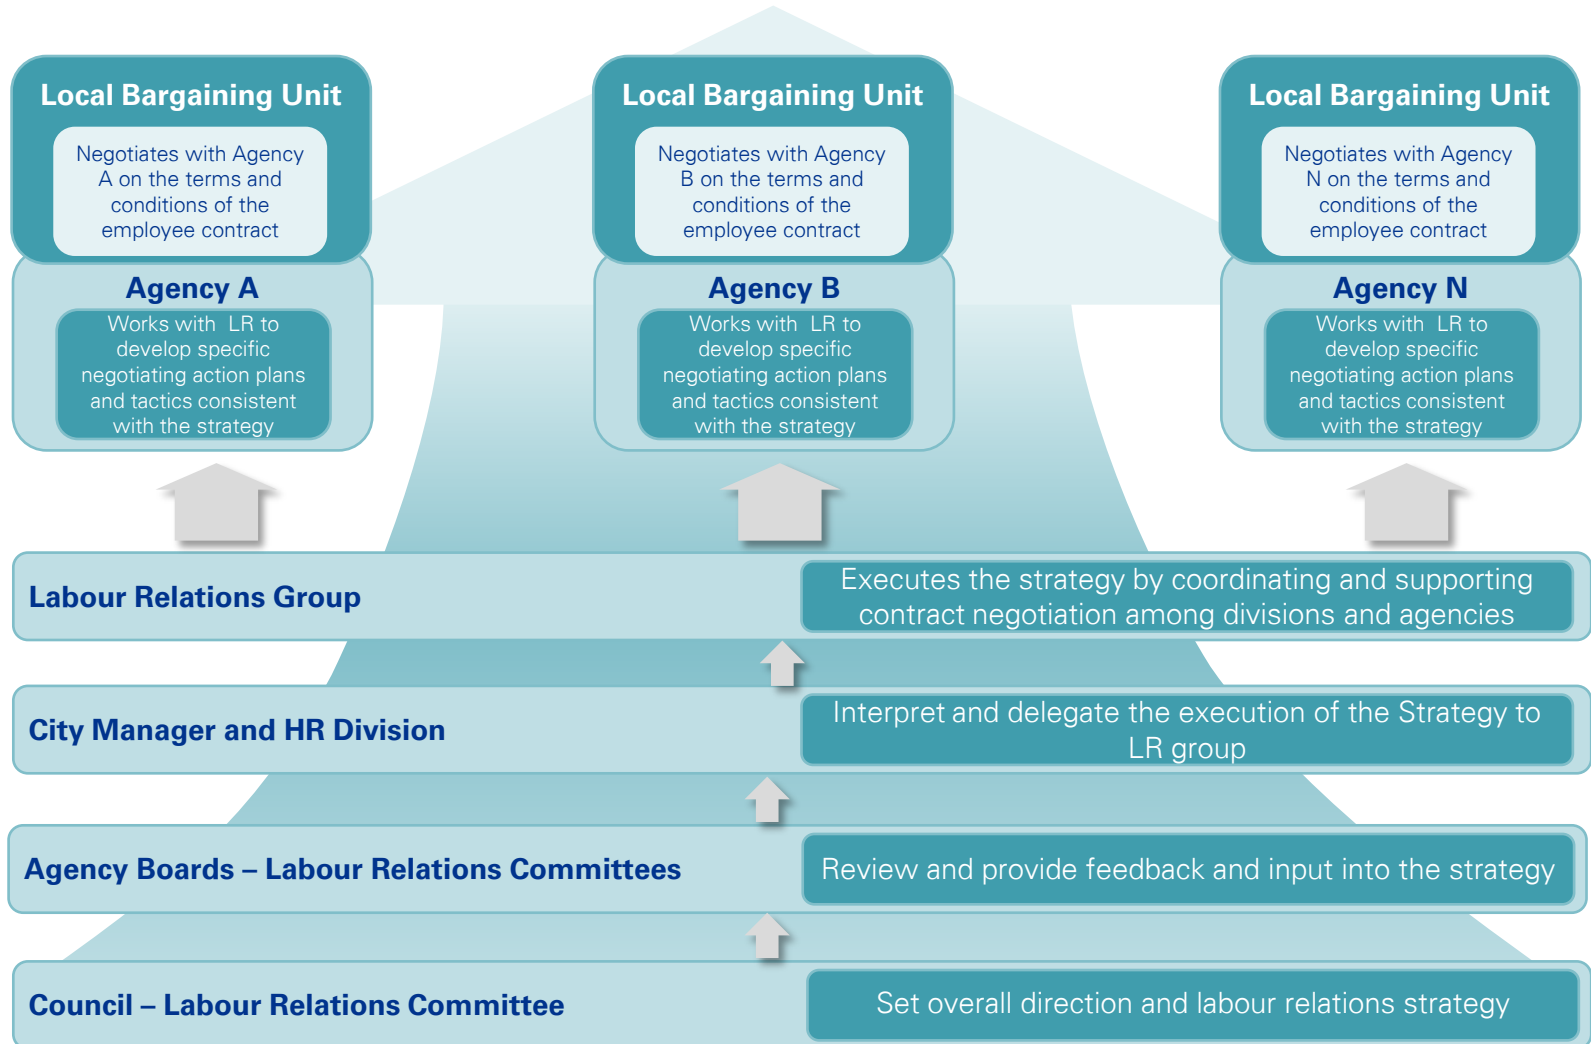 Local Bargaining Unit
Negotiates with Agency
A on the terms and
conditions of the
employee contract
Agency A
Works with LR to
develop specific
negotiating action plans
and tactics consistent
with the strategy
Local Bargaining Unit
Negotiates with Agency
B on the terms and
conditions of the
employee contract
Agency B
Works with LR to
develop specific
negotiating action plans
and tactics consistent
with the strategy
Local Bargaining Unit
Negotiates with Agency
N on the terms and
conditions of the
employee contract
Agency N
Works with LR to
develop specific
negotiating action plans
and tactics consistent
with the strategy
Labour Relations Group
Executes the strategy by coordinating and supporting
contract negotiation among divisions and agencies
City Manager and HR Division
Interpret and delegate the execution of the Strategy to
LR group
Agency Boards – Labour Relations Committees
Review and provide feedback and input into the strategy
Council – Labour Relations Committee
Set overall direction and labour relations strategy